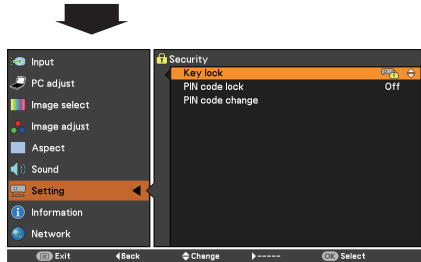 Input
PC adjust
Image select
Image adjust
Aspect
Sound
Setting
Information
Network
Security
Key lock
PIN code lock Off
PIN code change
Exit Back Change ----- OK Select